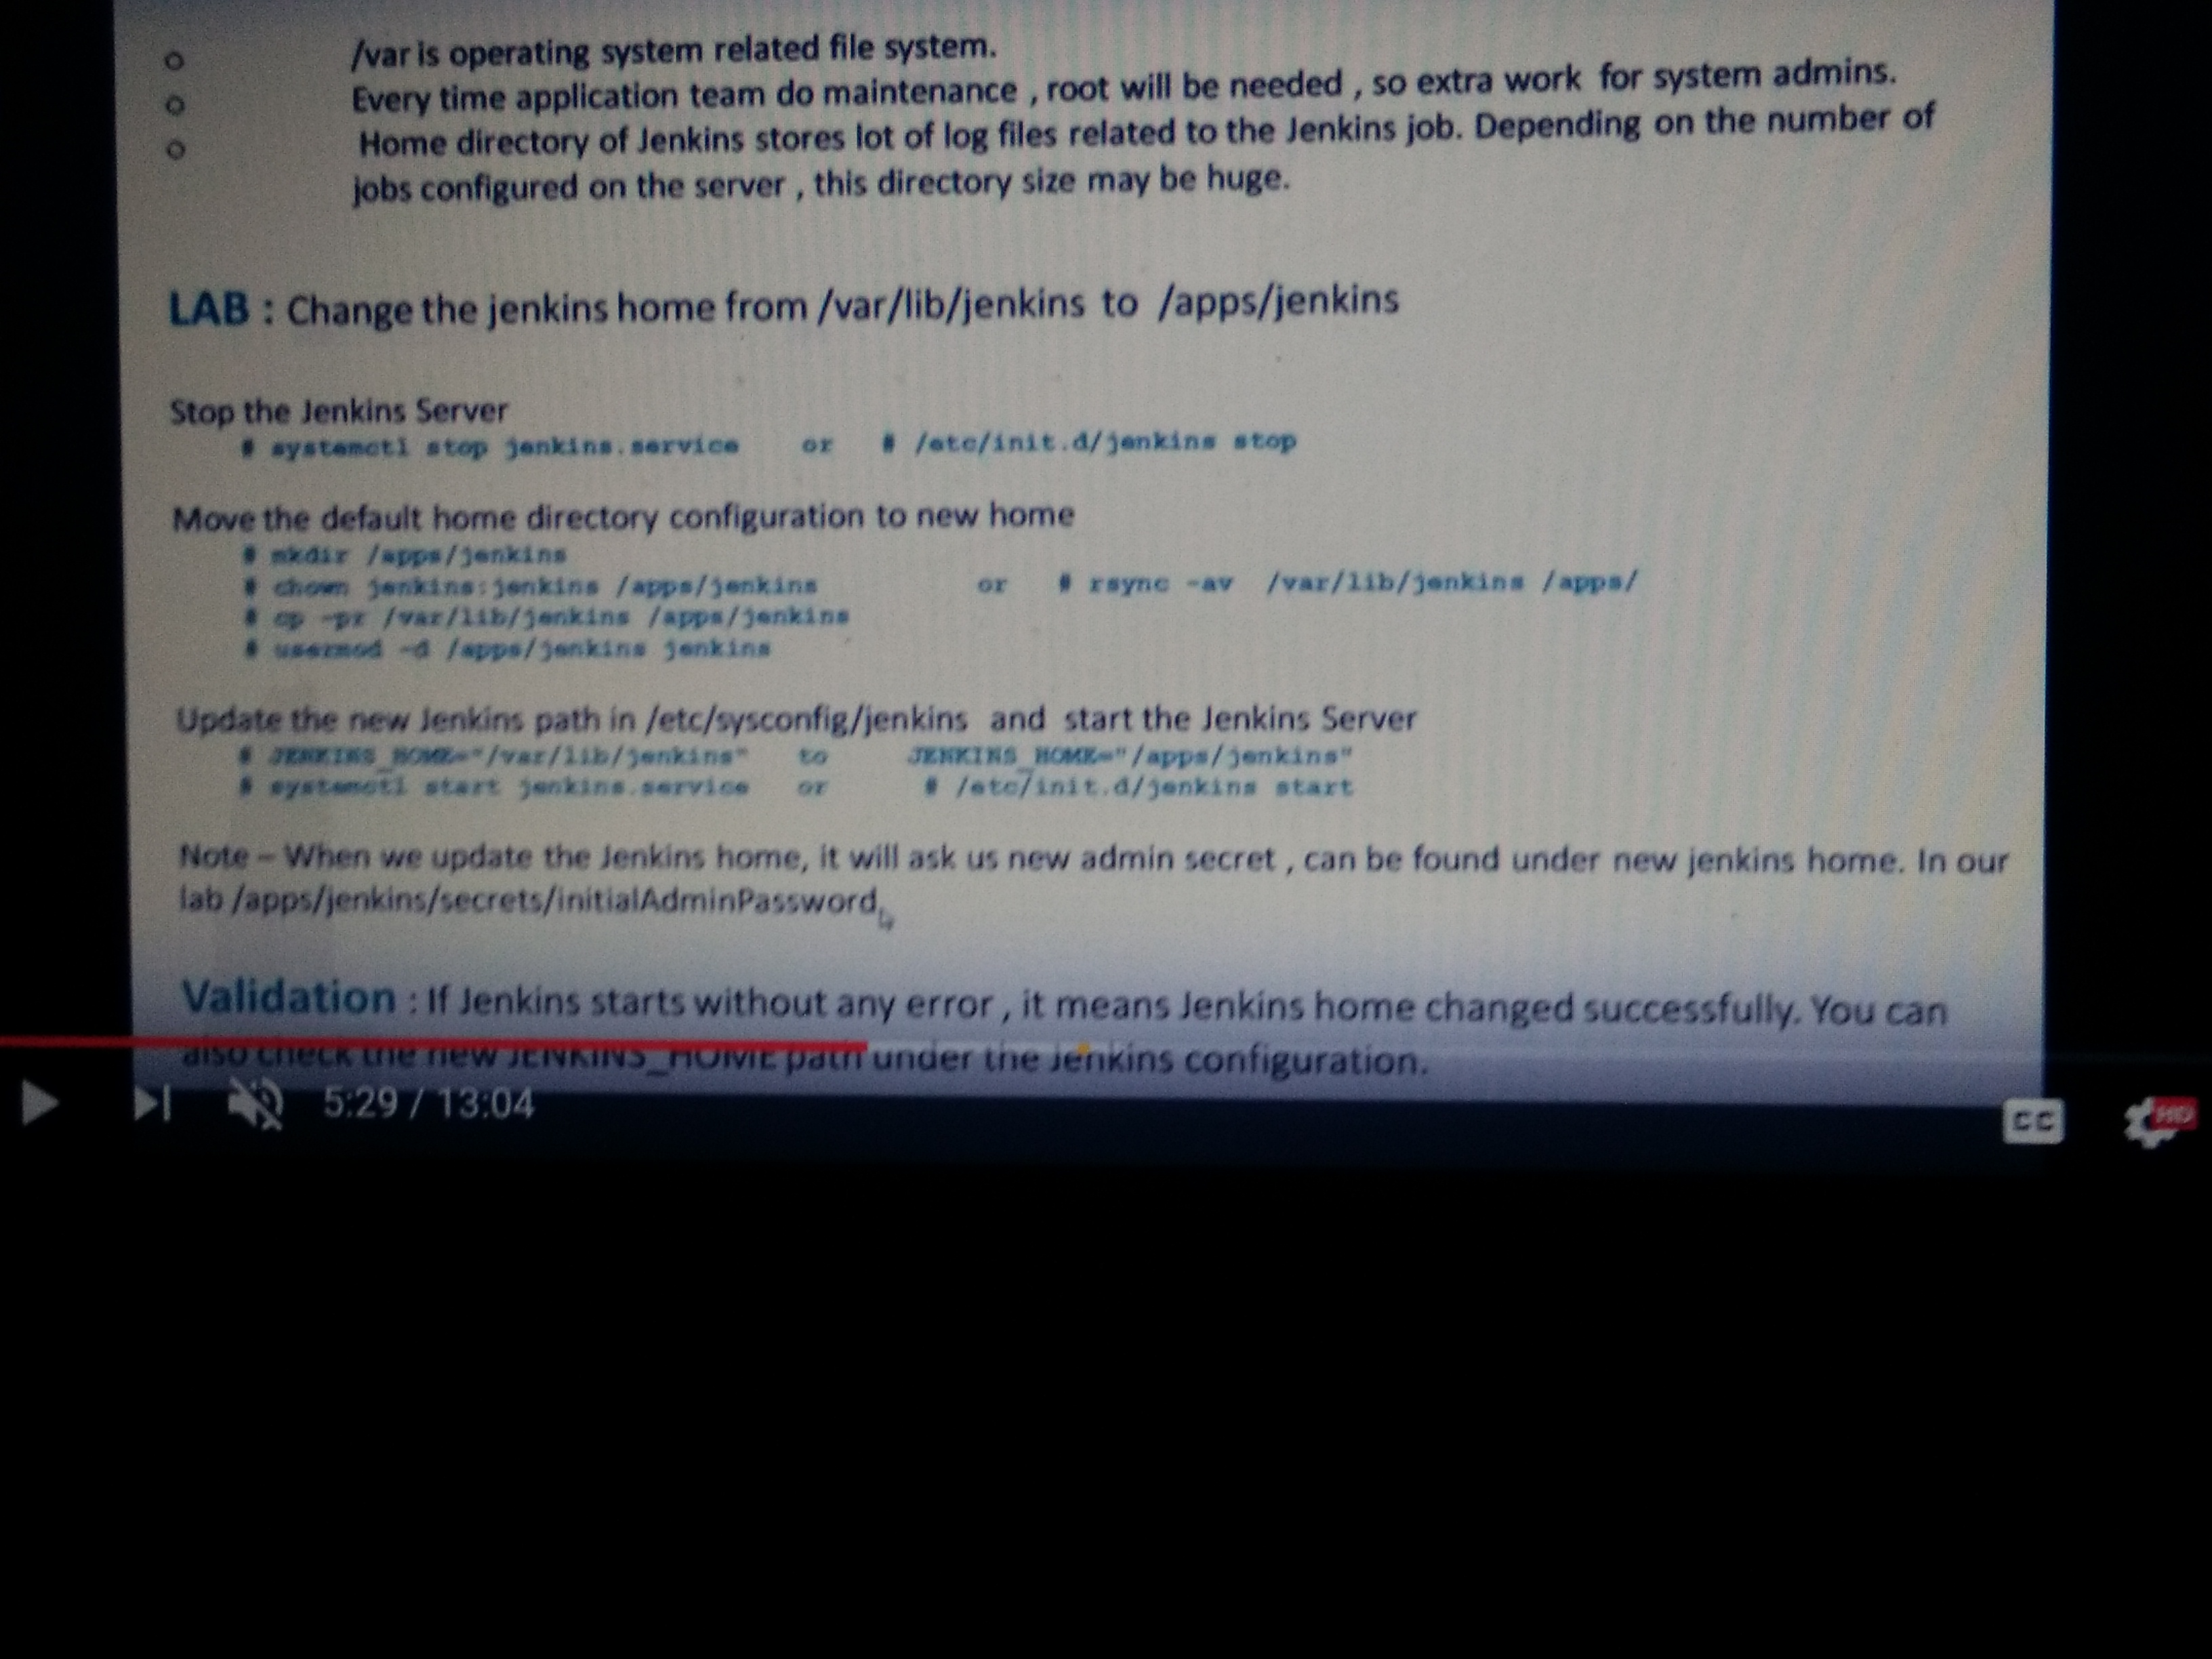 /var is operating system related file system.
Every time application team do maintenance , root will be needed , so extra work for system admins.
Home directory of Jenkins stores lot of log files related to the Jenkins job. Depending on the number of
jobs configured on the server , this directory size may be huge.
LAB : Change the jenkins home from /var/lib/jenkins to /apps/jenkins
Stop the Jenkins Server
# systemctl stop jenkins.service or # /etc/init.d/jenkins stop
Move the default home directory configuration to new home
# mkdir /apps/jenkins
# chown jenkins:jenkins /apps/jenkins or # rsync -av /var/lib/jenkins /apps/
# cp -pr /var/lib/jenkins /apps/jenkins
# usermod -d /apps/jenkins jenkins
Update the new Jenkins path in /etc/sysconfig/jenkins and start the Jenkins Server
# JENKINS_HOME="/var/lib/jenkins" to JENKINS_HOME="/apps/jenkins"
# systemctl start jenkins.service or # /etc/init.d/jenkins start
Note – When we update the Jenkins home, it will ask us new admin secret , can be found under new jenkins home. In our
lab /apps/jenkins/secrets/initialAdminPassword.
Validation : If Jenkins starts without any error , it means Jenkins home changed successfully. You can
also check the new JENKINS_HOME path under the Jenkins configuration.
5:29 / 13:04
CC
HD